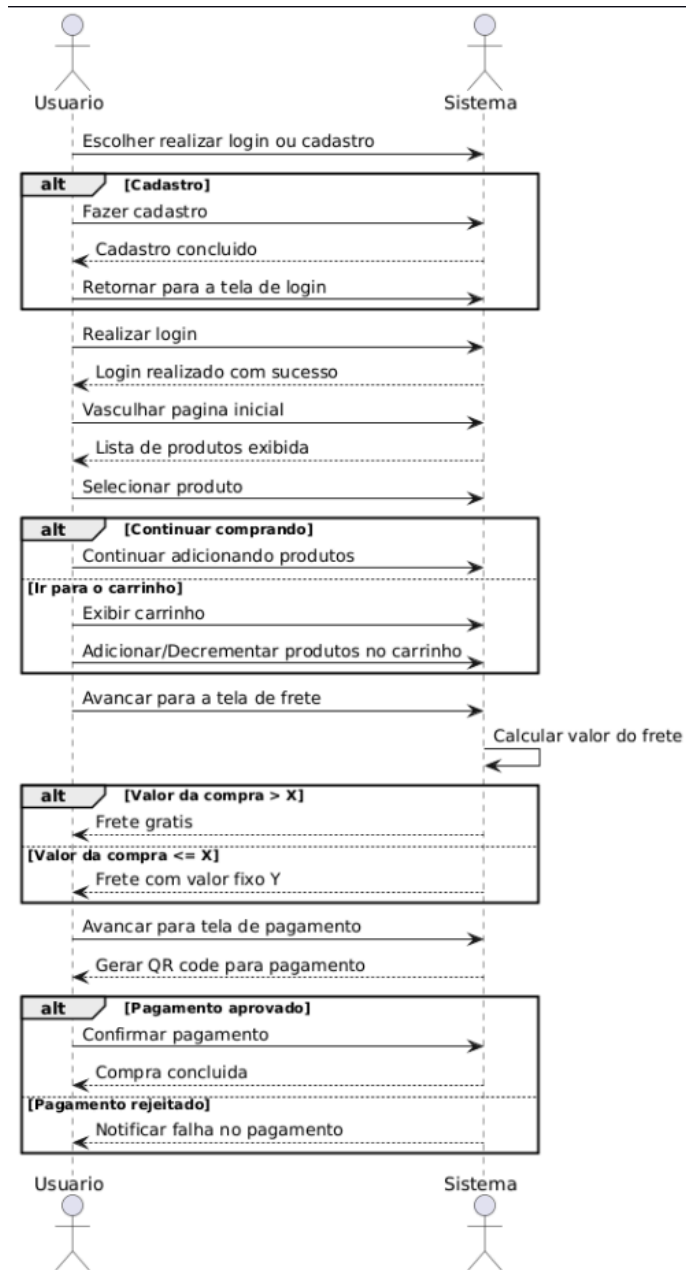 Usuario Sistema
Escolher realizar login ou cadastro
alt [Cadastro]
Fazer cadastro
Cadastro concluido
Retornar para a tela de login
Realizar login
Login realizado com sucesso
Vasculhar pagina inicial
Lista de produtos exibida
Selecionar produto
alt [Continuar comprando]
Continuar adicionando produtos
[Ir para o carrinho]
Exibir carrinho
Adicionar/Decrementar produtos no carrinho
Avancar para a tela de frete
Calcular valor do frete
alt [Valor da compra > X]
Frete gratis
[Valor da compra <= X]
Frete com valor fixo Y
Avancar para tela de pagamento
Gerar QR code para pagamento
alt [Pagamento aprovado]
Confirmar pagamento
Compra concluida
[Pagamento rejeitado]
Notificar falha no pagamento
Usuario Sistema